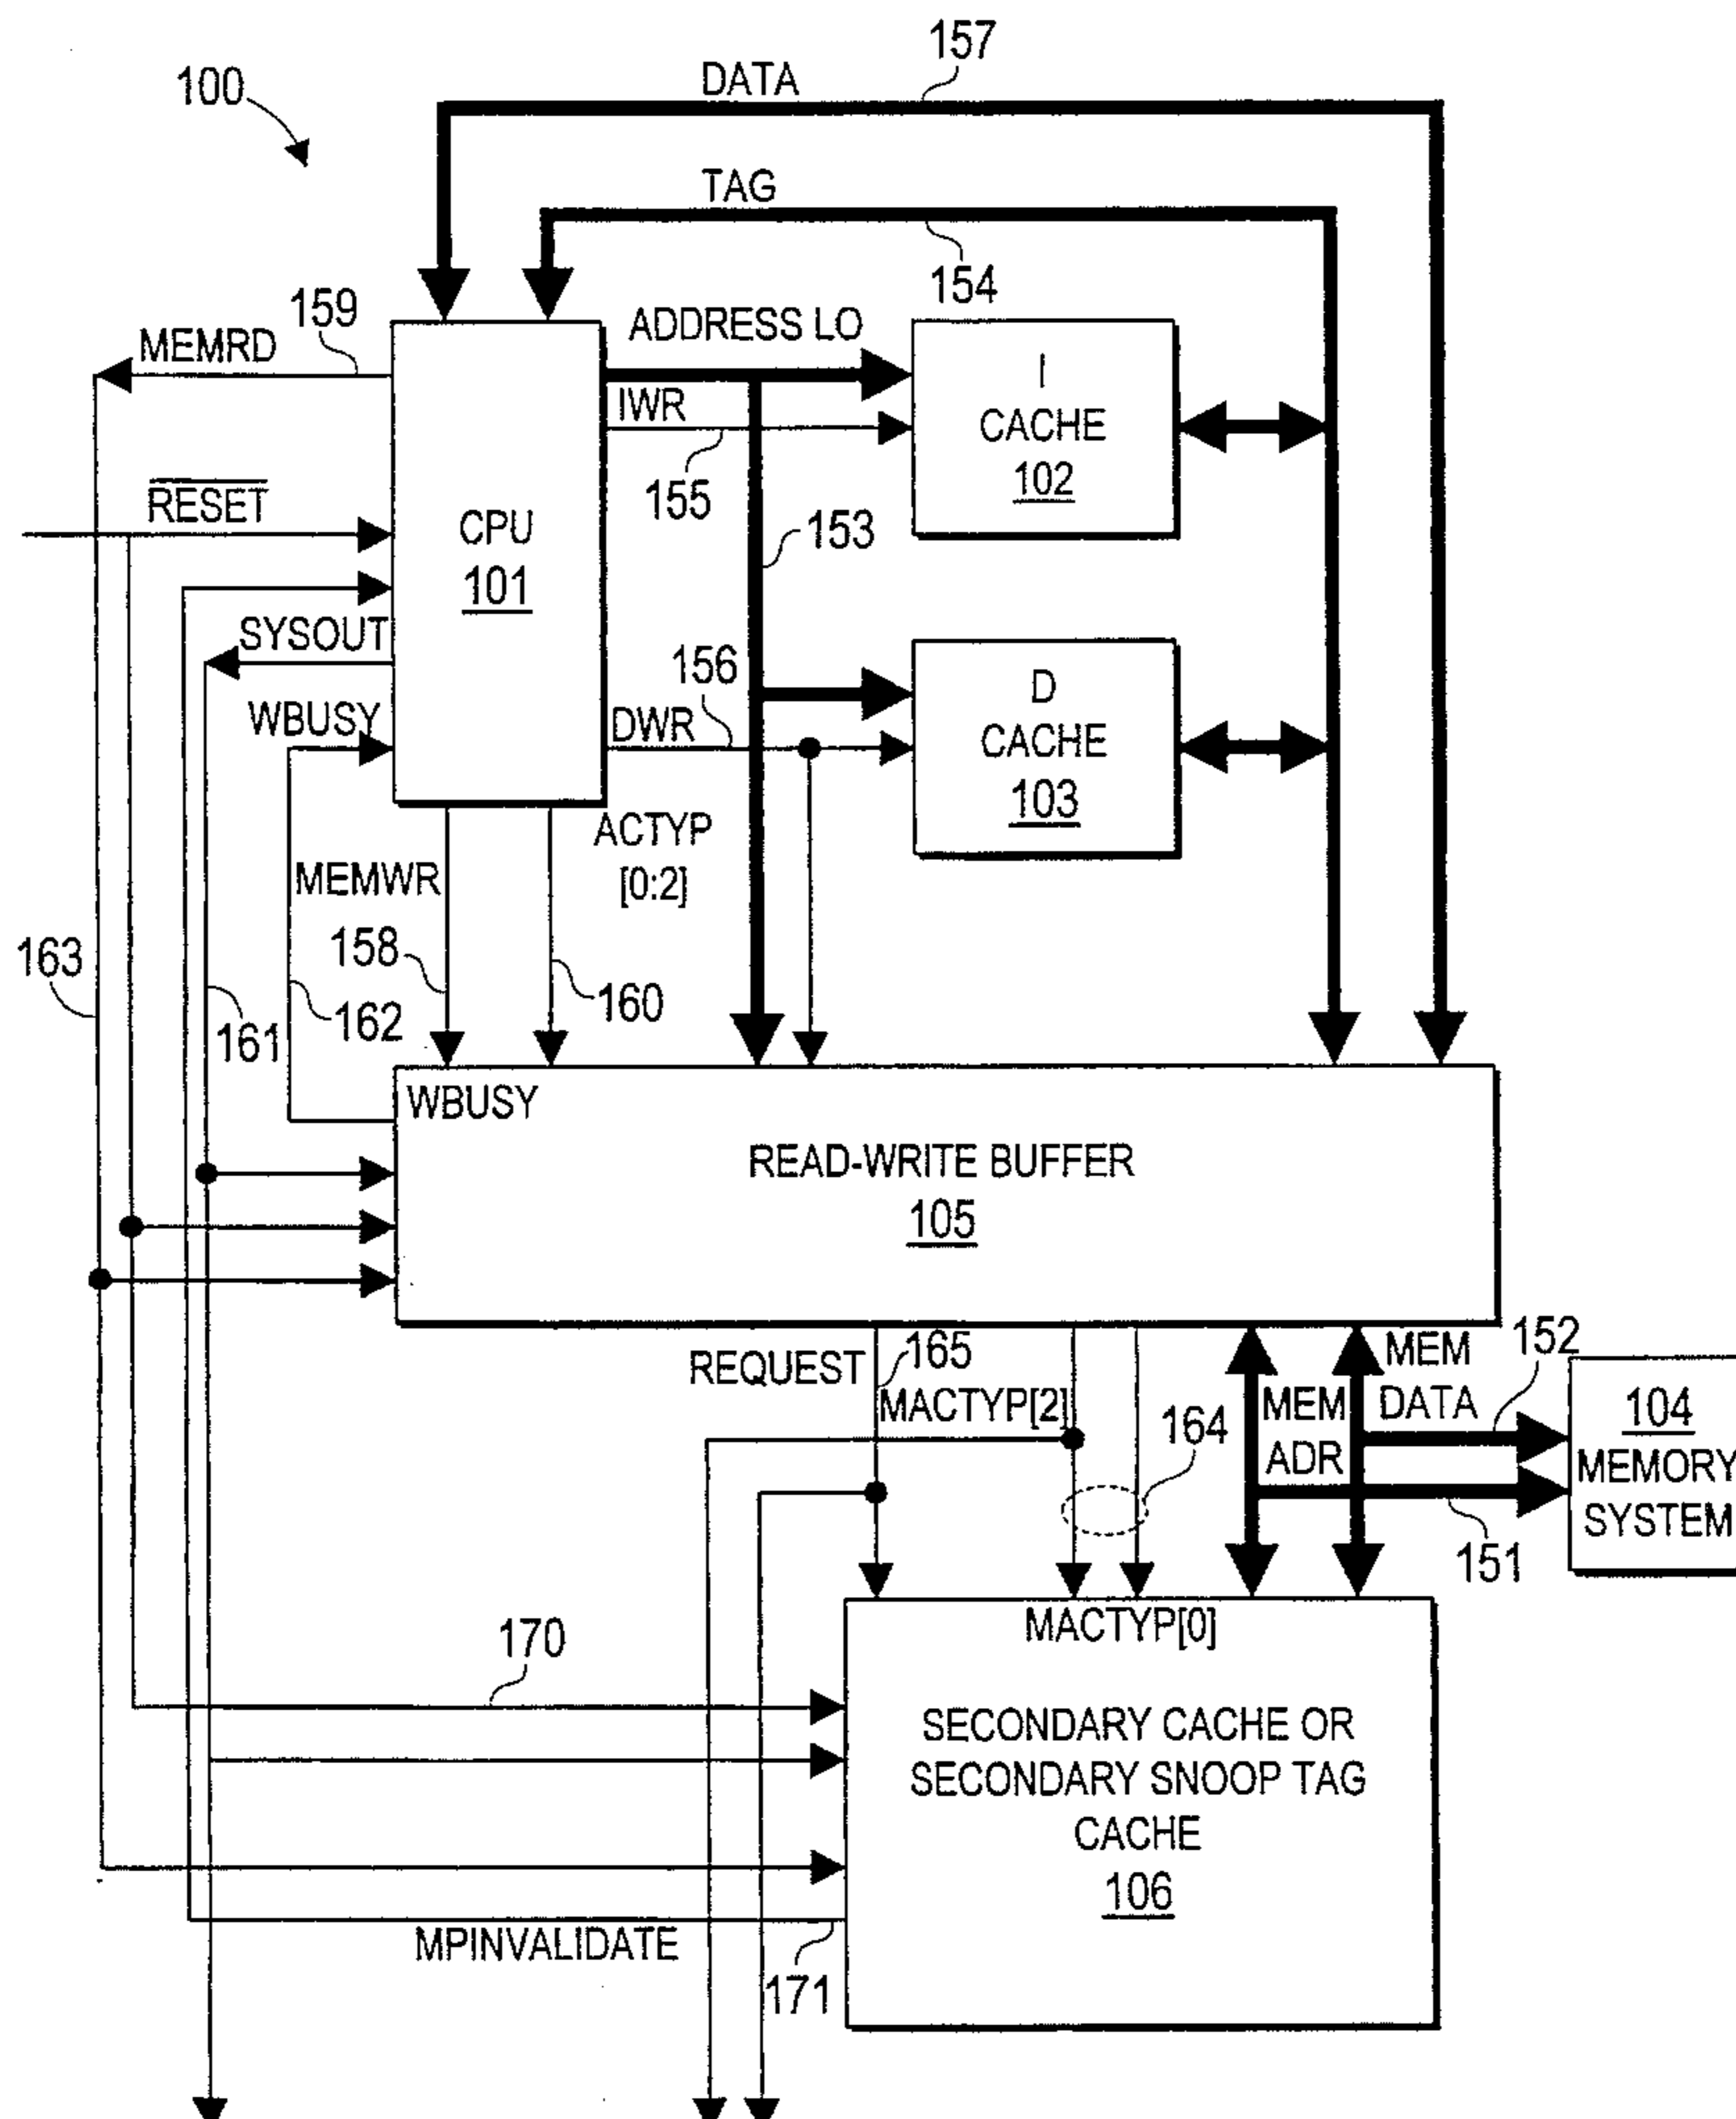 157
DATA
100
TAG
154
159
MEMRD
ADDRESS LO
IWR
155
I
CACHE
102
RESET
CPU
101
153
SYSOUT
WBUSY
156
DWR
D
CACHE
103
ACTYP
[0:2]
MEMWR
158
160
163
161
162
WBUSY
READ-WRITE BUFFER
105
REQUEST
165
MACTYP[2]
164
MEM
ADR
MEM
DATA
152
104
MEMORY
SYSTEM
151
170
MACTYP[0]
SECONDARY CACHE OR
SECONDARY SNOOP TAG
CACHE
106
MPINVALIDATE
171